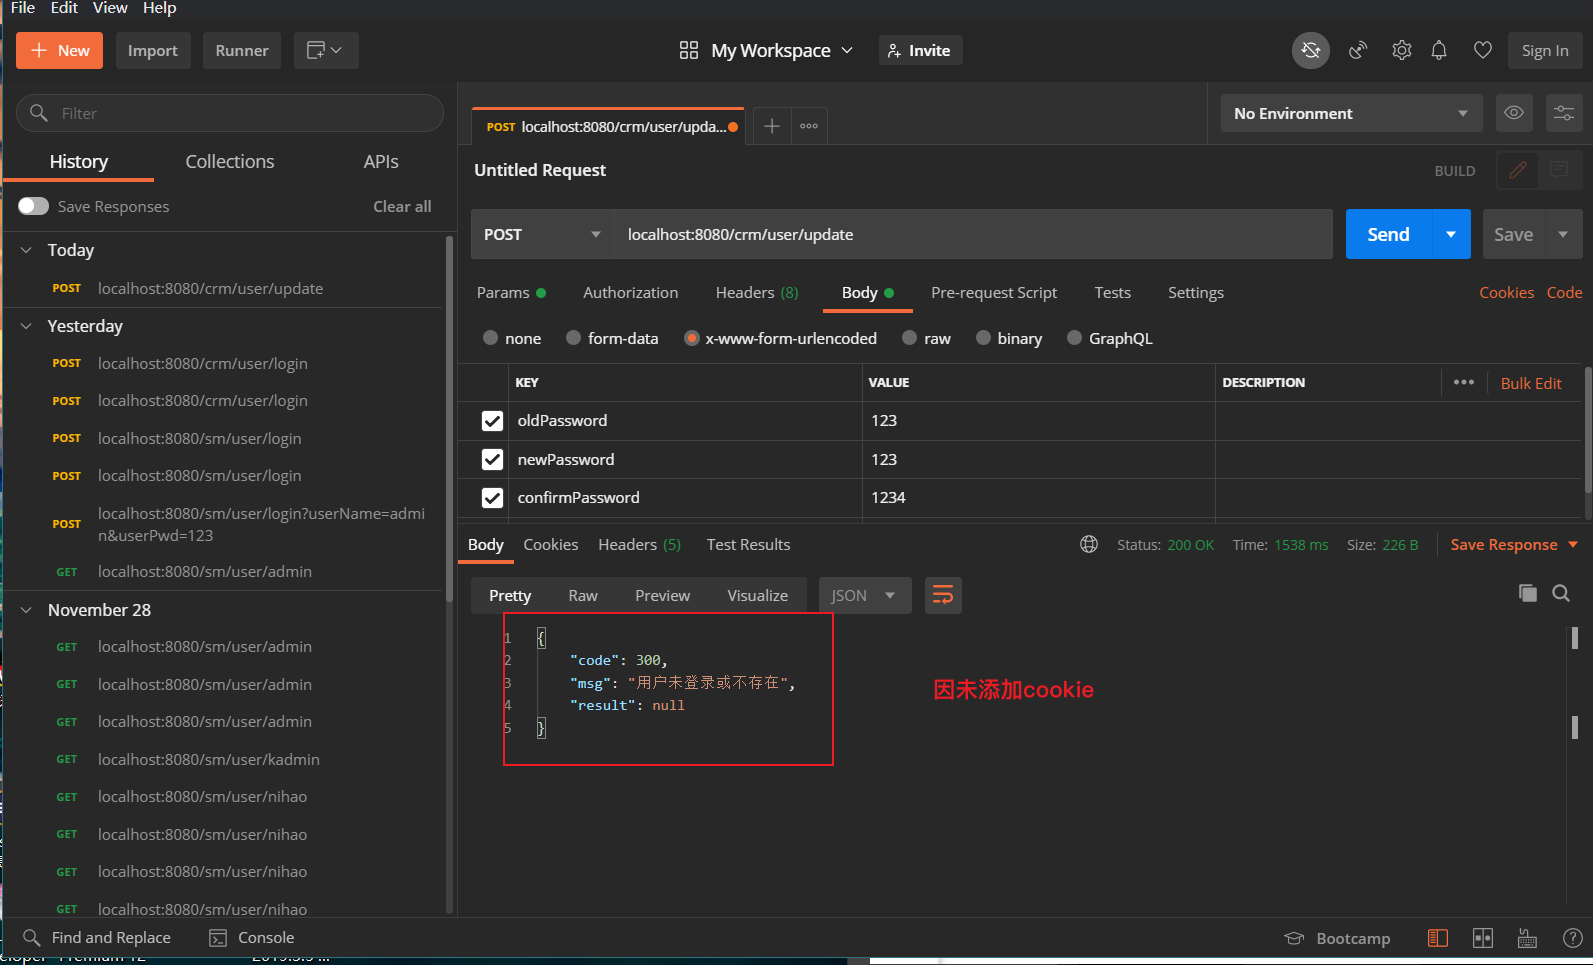 File Edit View Help
New Import Runner My Workspace Invite Sign In
Filter
POST localhost:8080/crm/user/upda... No Environment
History Collections APIs
Untitled Request BUILD
Save Responses Clear all
POST localhost:8080/crm/user/update Send Save
Today
POST localhost:8080/crm/user/update
Params Authorization Headers (8) Body Pre-request Script Tests Settings Cookies Code
Yesterday
none form-data x-www-form-urlencoded raw binary GraphQL
POST localhost:8080/crm/user/login
KEY VALUE DESCRIPTION Bulk Edit
POST localhost:8080/crm/user/login
oldPassword 123
POST localhost:8080/sm/user/login
newPassword 123
POST localhost:8080/sm/user/login
confirmPassword 1234
POST localhost:8080/sm/user/login?userName=admi
n&userPwd=123
Body Cookies Headers (5) Test Results Status: 200 OK Time: 1538 ms Size: 226 B Save Response
GET localhost:8080/sm/user/admin
Pretty Raw Preview Visualize JSON
November 28
1 {
GET localhost:8080/sm/user/admin
2 "code": 300,
GET localhost:8080/sm/user/admin
3 "msg": "用户未登录或不存在",
因未添加cookie
4 "result": null
GET localhost:8080/sm/user/admin
5 }
GET localhost:8080/sm/user/kadmin
GET localhost:8080/sm/user/nihao
GET localhost:8080/sm/user/nihao
GET localhost:8080/sm/user/nihao
GET localhost:8080/sm/user/nihao
Find and Replace Console Bootcamp